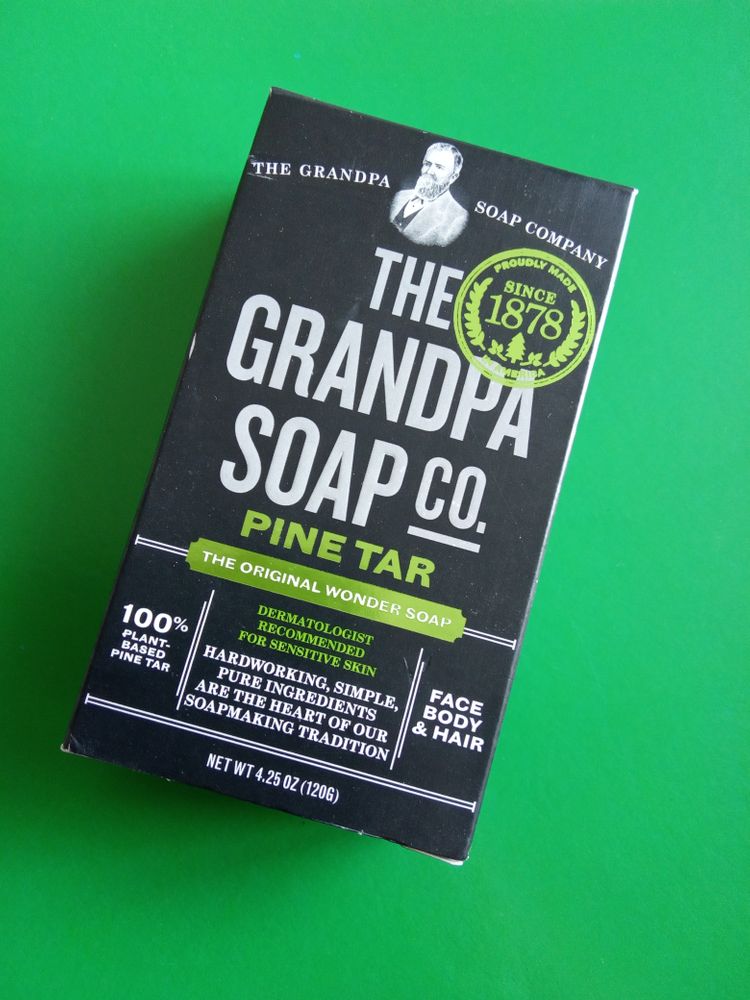 THE GRANDPA SOAP COMPANY
PROUDLY MADE
SINCE
1878
IN AMERICA
THE
GRANDPA
SOAP CO.
PINE TAR
THE ORIGINAL WONDER SOAP
100%
PLANT-
BASED
PINE TAR
DERMATOLOGIST
RECOMMENDED
FOR SENSITIVE SKIN
HARDWORKING, SIMPLE,
PURE INGREDIENTS
ARE THE HEART OF OUR
SOAPMAKING TRADITION
FACE
BODY
& HAIR
NET WT 4.25 OZ (120G)